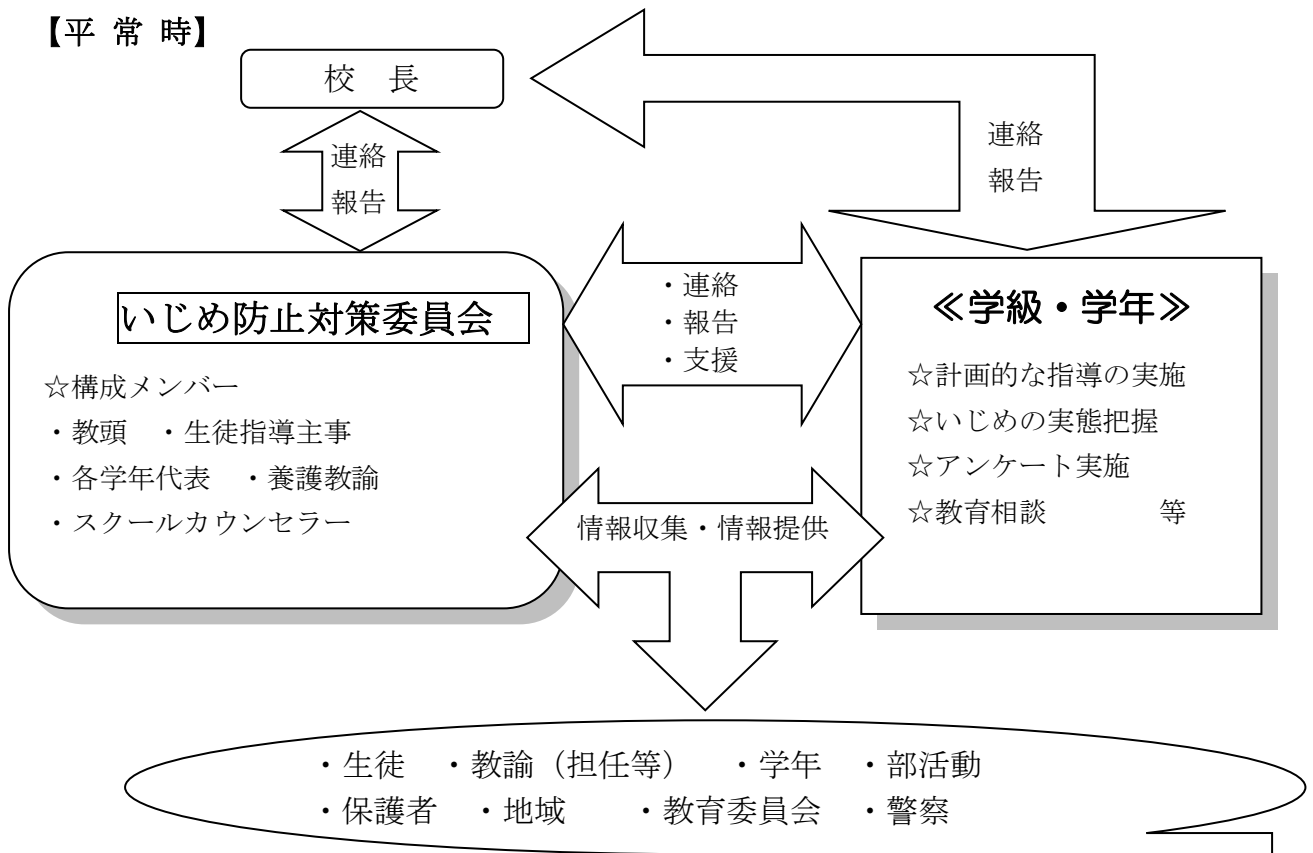 【平 常 時】
校　長
連絡
報告
連絡
報告
いじめ防止対策委員会
☆構成メンバー
・教頭　・生徒指導主事
・各学年代表　・養護教諭
・スクールカウンセラー
・連絡
・報告
・支援
≪学級・学年≫
☆計画的な指導の実施
☆いじめの実態把握
☆アンケート実施
☆教育相談　　　　等
情報収集・情報提供
・生徒　・教諭（担任等）　・学年　・部活動
・保護者　・地域　　・教育委員会　・警察